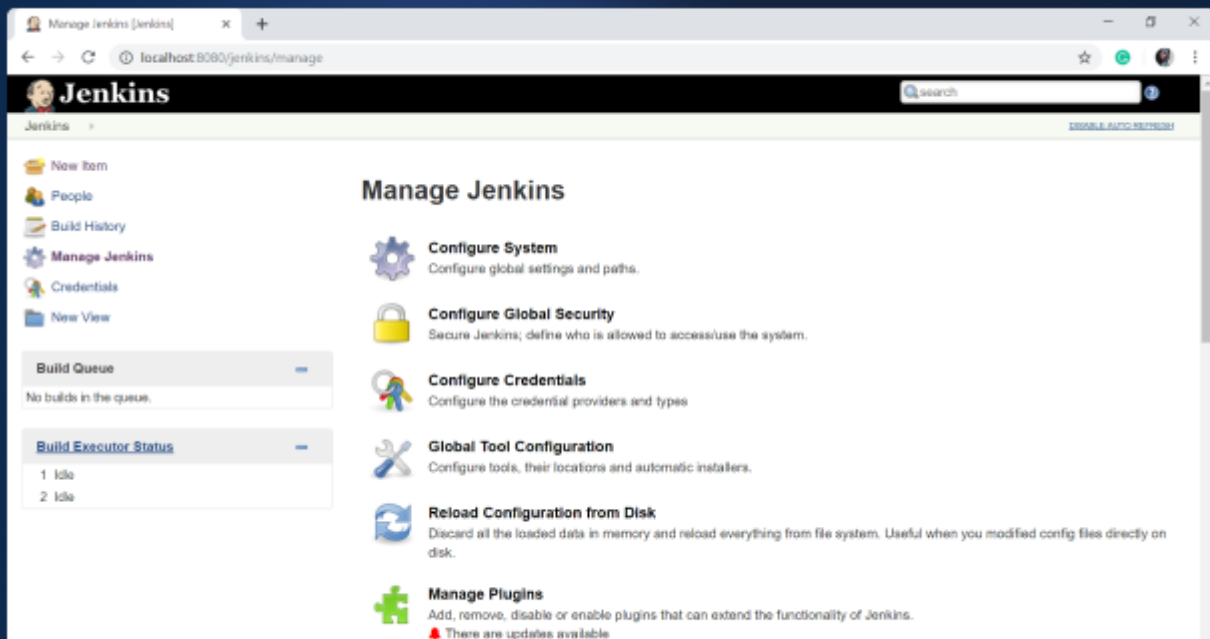 Manage Jenkins [Jenkins]
localhost:8080/jenkins/manage
Jenkins
search
Jenkins
DISABLE AUTO REFRESH
New Item
People
Build History
Manage Jenkins
Credentials
New View
Build Queue
No builds in the queue.
Build Executor Status
1 Idle
2 Idle
Manage Jenkins
Configure System
Configure global settings and paths.
Configure Global Security
Secure Jenkins; define who is allowed to access/use the system.
Configure Credentials
Configure the credential providers and types
Global Tool Configuration
Configure tools, their locations and automatic installers.
Reload Configuration from Disk
Discard all the loaded data in memory and reload everything from file system. Useful when you modified config files directly on
disk.
Manage Plugins
Add, remove, disable or enable plugins that can extend the functionality of Jenkins.
There are updates available